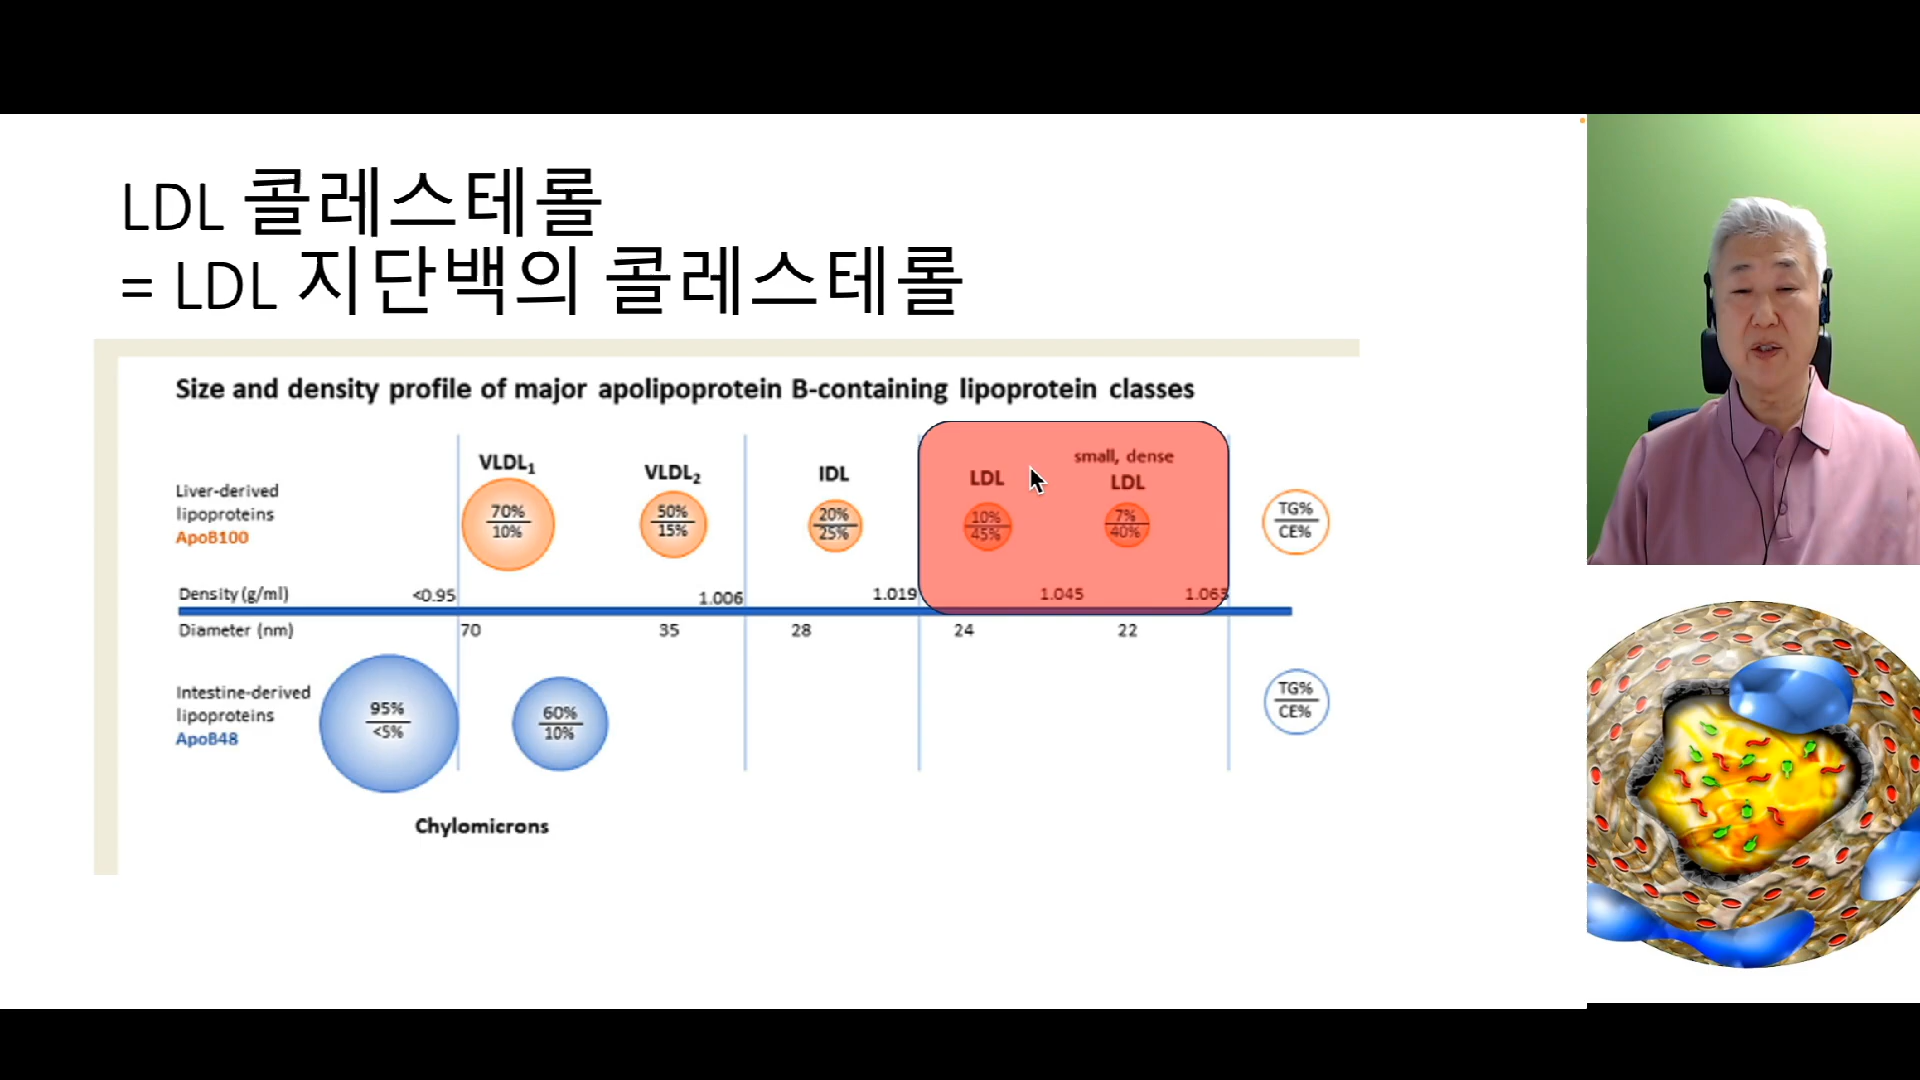 LDL 콜레스테롤
= LDL 지단백의 콜레스테롤
Size and density profile of major apolipoprotein B-containing lipoprotein classes
VLDL1
VLDL2
IDL
LDL
small, dense
LDL
Liver-derived
lipoproteins
ApoB100
70%
10%
50%
15%
20%
25%
10%
45%
7%
40%
TG%
CE%
Density (g/ml) <0.95 1.006 1.019 1.045 1.063
Diameter (nm) 70 35 28 24 22
Intestine-derived
lipoproteins
ApoB48
95%
<5%
60%
10%
TG%
CE%
Chylomicrons